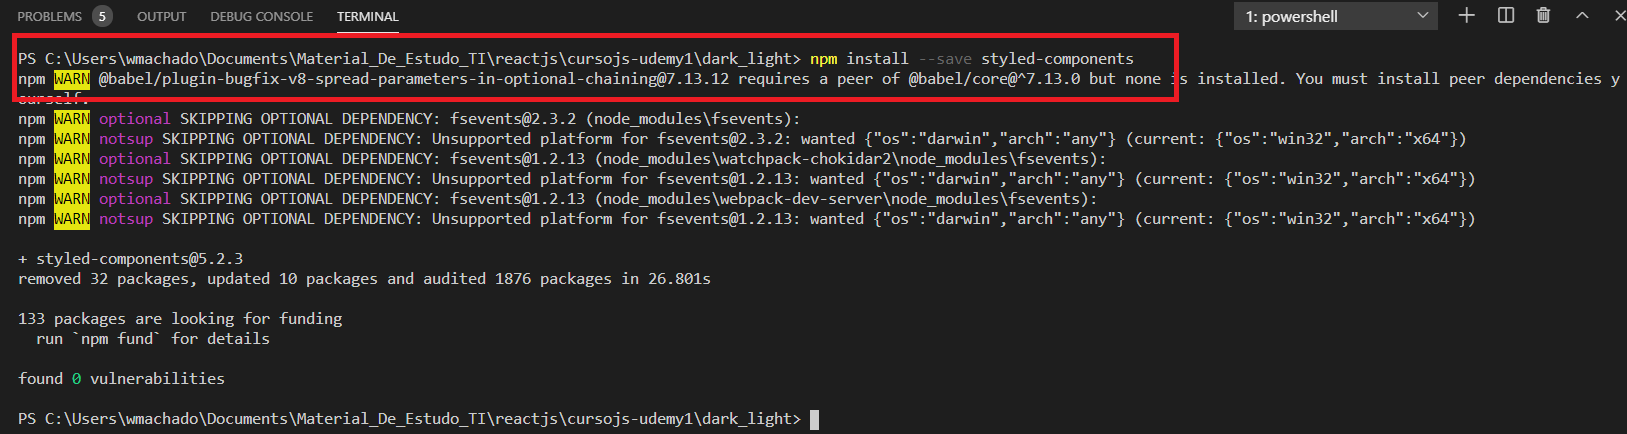 PROBLEMS 5 OUTPUT DEBUG CONSOLE TERMINAL 1: powershell
PS C:\Users\wmachado\Documents\Material_De_Estudo_TI\reactjs\cursojs-udemy1\dark_light> npm install --save styled-components
npm WARN @babel/plugin-bugfix-v8-spread-parameters-in-optional-chaining@7.13.12 requires a peer of @babel/core@^7.13.0 but none is installed. You must install peer dependencies y
ourself.
npm WARN optional SKIPPING OPTIONAL DEPENDENCY: fsevents@2.3.2 (node_modules\fsevents):
npm WARN notsup SKIPPING OPTIONAL DEPENDENCY: Unsupported platform for fsevents@2.3.2: wanted {"os":"darwin","arch":"any"} (current: {"os":"win32","arch":"x64"})
npm WARN optional SKIPPING OPTIONAL DEPENDENCY: fsevents@1.2.13 (node_modules\watchpack-chokidar2\node_modules\fsevents):
npm WARN notsup SKIPPING OPTIONAL DEPENDENCY: Unsupported platform for fsevents@1.2.13: wanted {"os":"darwin","arch":"any"} (current: {"os":"win32","arch":"x64"})
npm WARN optional SKIPPING OPTIONAL DEPENDENCY: fsevents@1.2.13 (node_modules\webpack-dev-server\node_modules\fsevents):
npm WARN notsup SKIPPING OPTIONAL DEPENDENCY: Unsupported platform for fsevents@1.2.13: wanted {"os":"darwin","arch":"any"} (current: {"os":"win32","arch":"x64"})
+ styled-components@5.2.3
removed 32 packages, updated 10 packages and audited 1876 packages in 26.801s
133 packages are looking for funding
run `npm fund` for details
found 0 vulnerabilities
PS C:\Users\wmachado\Documents\Material_De_Estudo_TI\reactjs\cursojs-udemy1\dark_light>